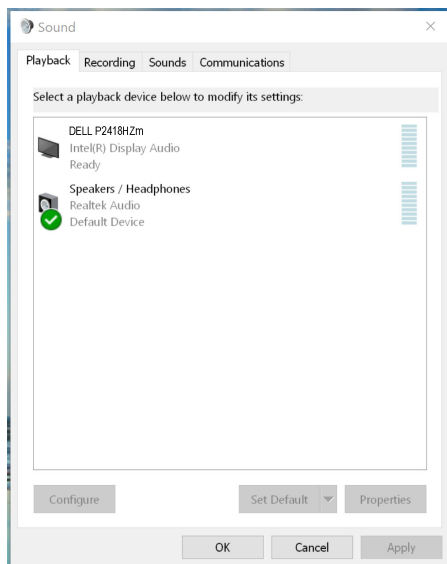 Sound
Playback Recording Sounds Communications
Select a playback device below to modify its settings:
DELL P2418HZm
Intel(R) Display Audio
Ready
Speakers / Headphones
Realtek Audio
Default Device
Configure Set Default Properties
OK Cancel Apply